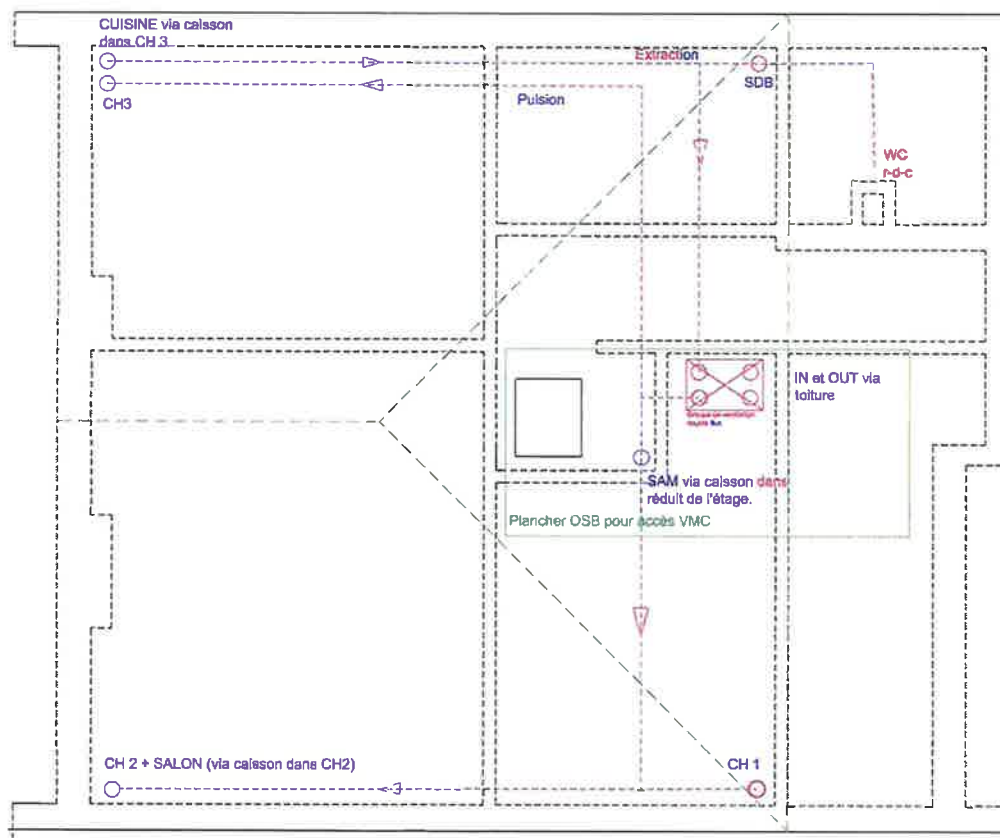 CUISINE via caisson
dans CH 3
CH3
Extraction
SDB
Pulsion
WC
r-d-c
IN et OUT via
toiture
SAM via caisson dans
réduit de l'étage.
Plancher OSB pour accès VMC
CH 2 + SALON (via caisson dans CH2)
CH 1